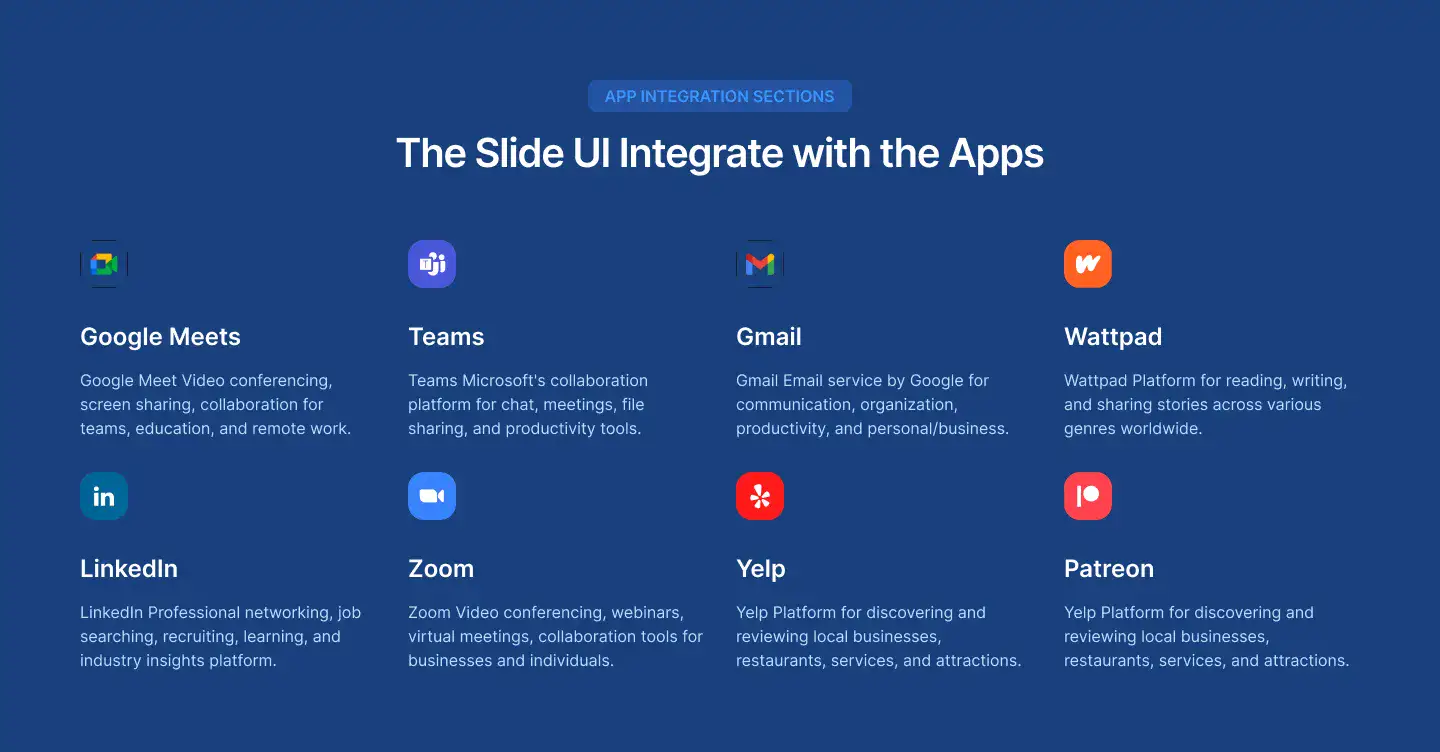 APP INTEGRATION SECTIONS
The Slide UI Integrate with the Apps
Google Meets
Google Meet Video conferencing,
screen sharing, collaboration for
teams, education, and remote work.
Teams
Teams Microsoft's collaboration
platform for chat, meetings, file
sharing, and productivity tools.
Gmail
Gmail Email service by Google for
communication, organization,
productivity, and personal/business.
Wattpad
Wattpad Platform for reading, writing,
and sharing stories across various
genres worldwide.
in
LinkedIn
LinkedIn Professional networking, job
searching, recruiting, learning, and
industry insights platform.
Zoom
Zoom Video conferencing, webinars,
virtual meetings, collaboration tools for
businesses and individuals.
Yelp
Yelp Platform for discovering and
reviewing local businesses,
restaurants, services, and attractions.
Patreon
Yelp Platform for discovering and
reviewing local businesses,
restaurants, services, and attractions.